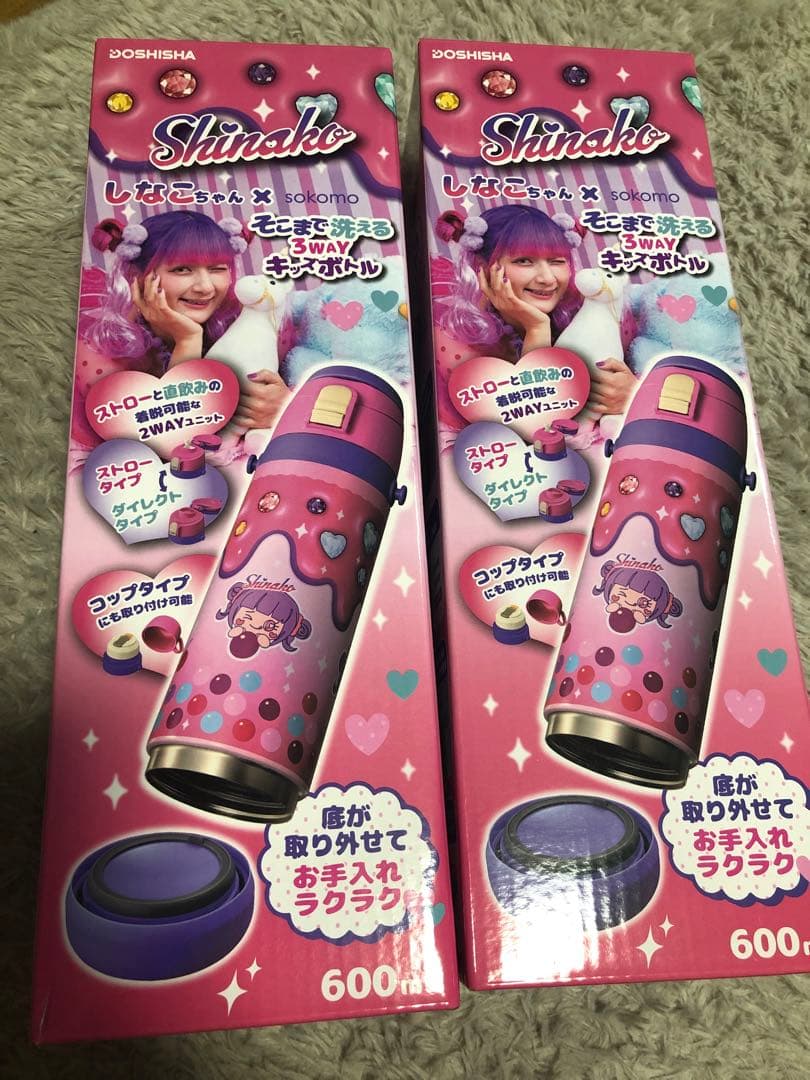 DOSHISHA
Shinako
しなこちゃん × sokomo
そこまで洗える
3WAY
キッズボトル
ストローと直飲みの
着脱可能な
2WAYユニット
ストロー
タイプ
ダイレクト
タイプ
コップタイプ
にも取り付け可能
Shinako
底が
取り外せて
お手入れ
ラクラク
600ml
DOSHISHA
Shinako
しなこちゃん × sokomo
そこまで洗える
3WAY
キッズボトル
ストローと直飲みの
着脱可能な
2WAYユニット
ストロー
タイプ
ダイレクト
タイプ
コップタイプ
にも取り付け可能
Shinako
底が
取り外せて
お手入れ
ラクラク
600